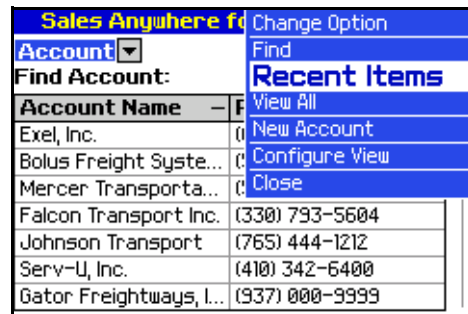 Sales Anywhere fo
Change Option
Find
Recent Items
View All
New Account
Configure View
Close
Account
Find Account:
Account Name –
Exel, Inc.
Bolus Freight Syste...
Mercer Transporta...
Falcon Transport Inc. (330) 793-5604
Johnson Transport (765) 444-1212
Serv-U, Inc. (410) 342-6400
Gator Freightways, I... (937) 000-9999